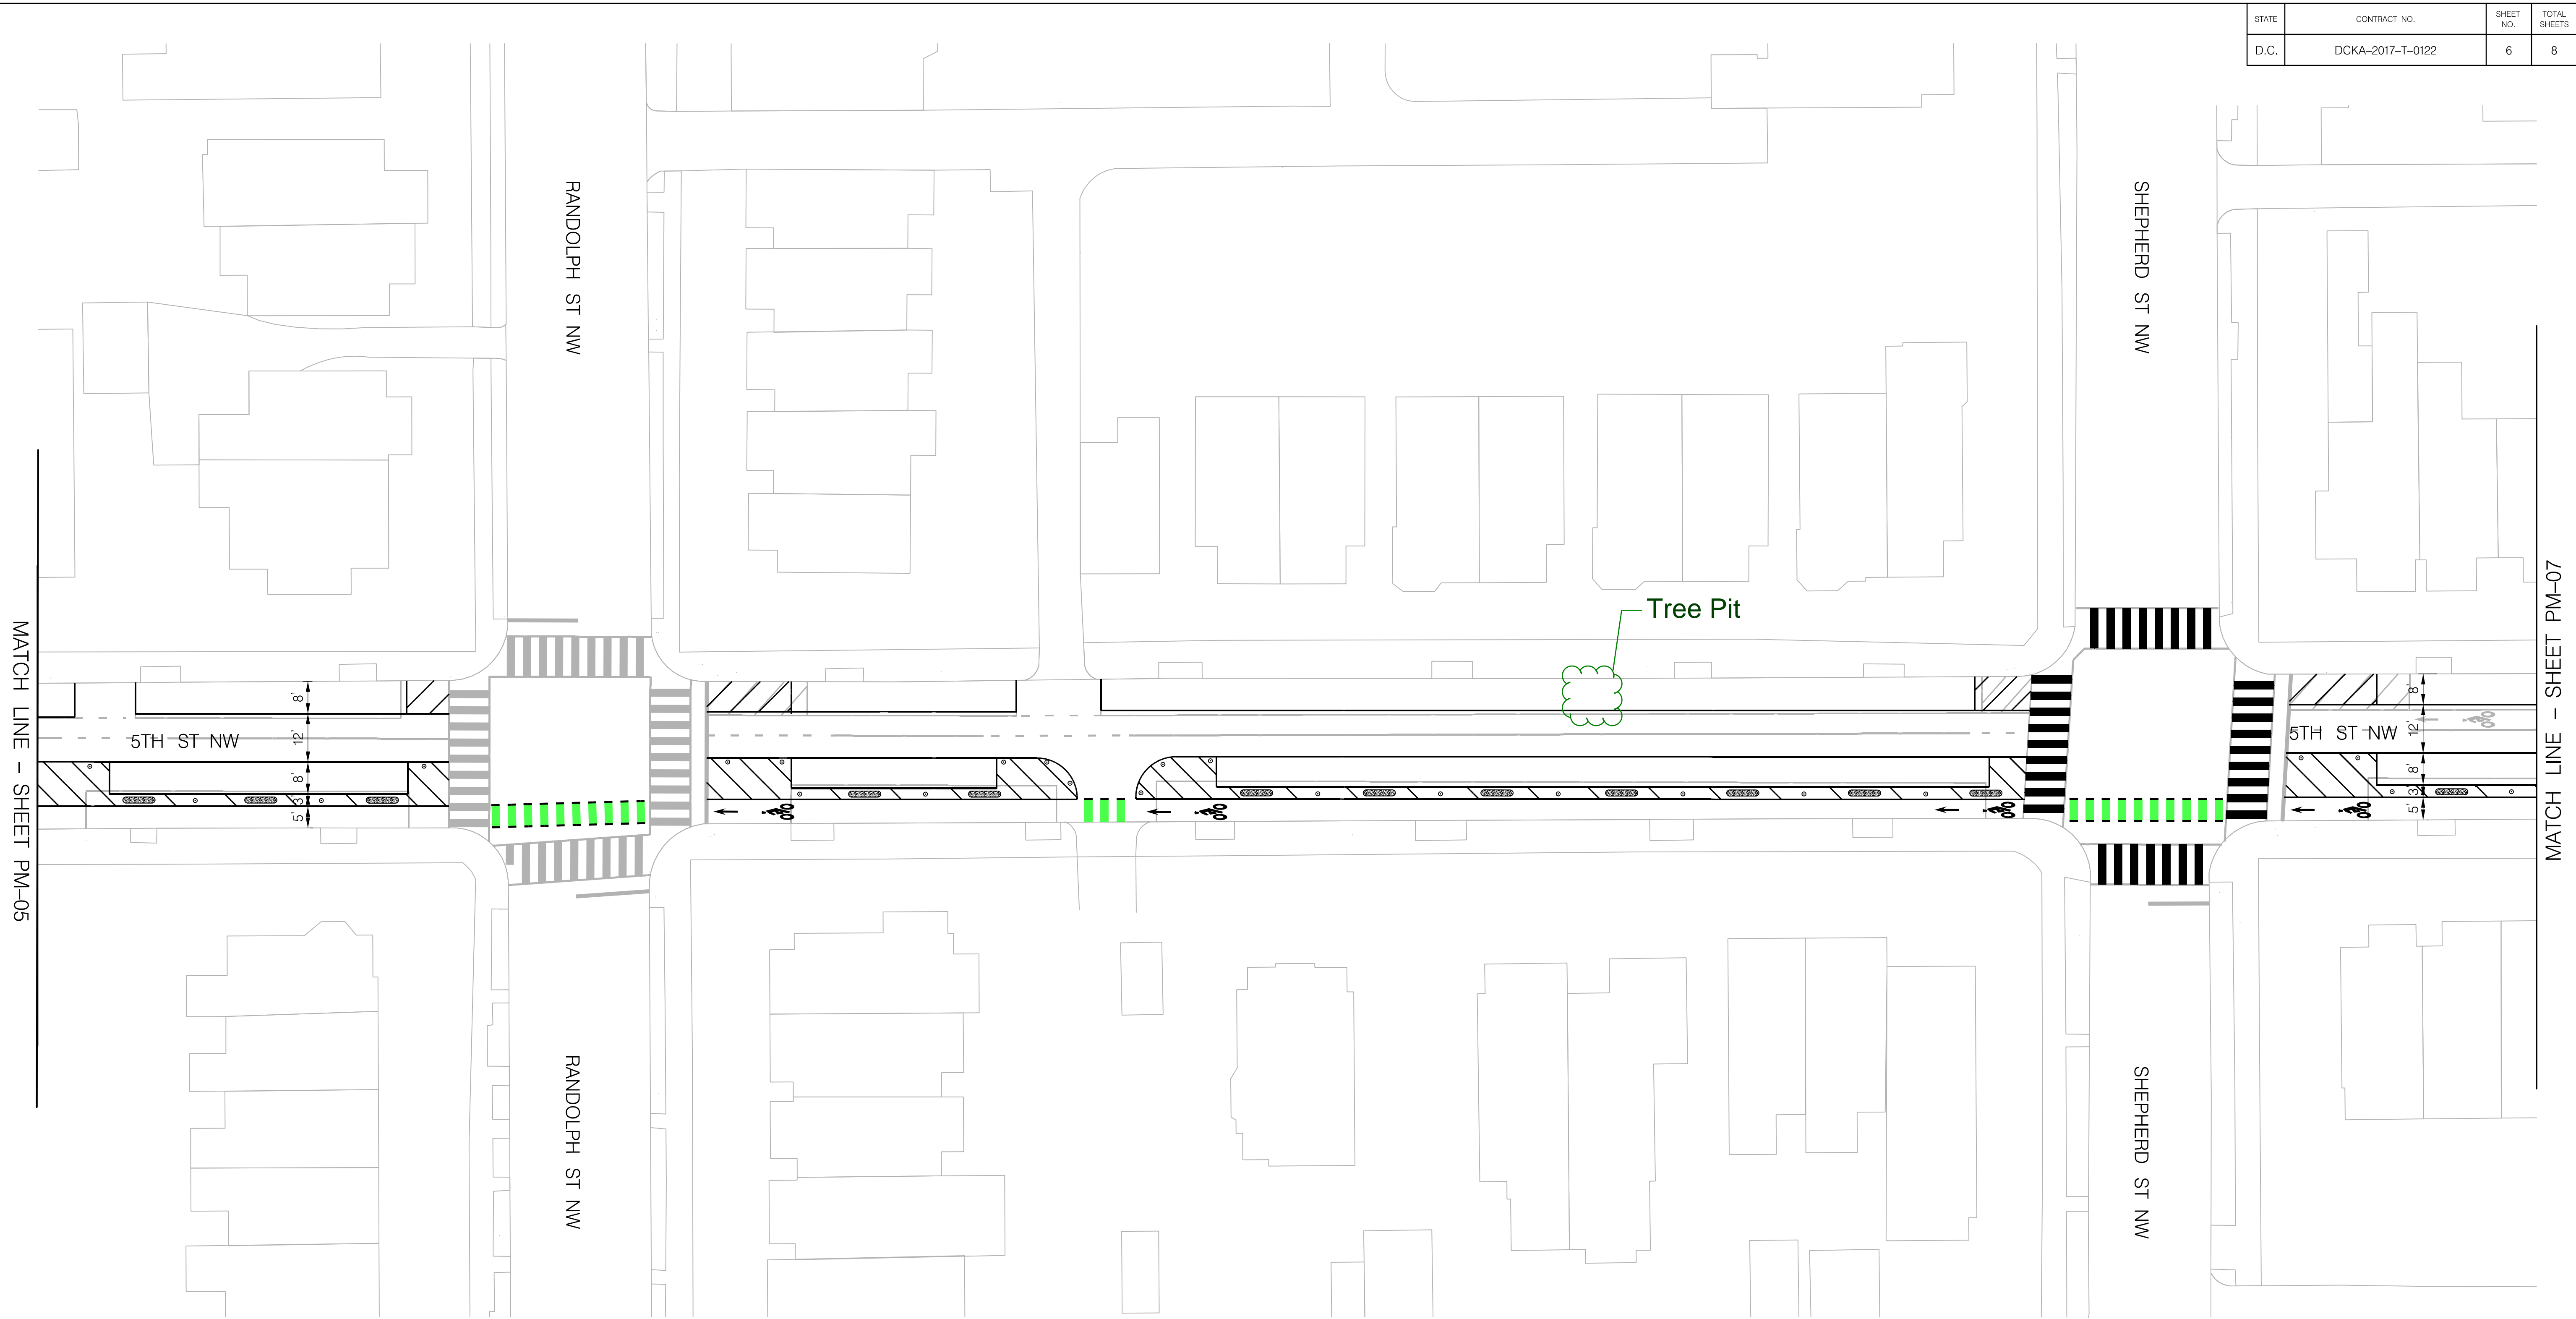 STATE
CONTRACT NO.
SHEET NO.
TOTAL SHEETS
D.C.
DCKA-2017-T-0122
6
8
RANDOLPH ST NW
SHEPHERD ST NW
Tree Pit
MATCH LINE - SHEET PM-05
MATCH LINE - SHEET PM-07
5TH ST NW
8'
12'
8'
3'
5'
5TH ST NW
8'
12'
8'
3'
5'
RANDOLPH ST NW
SHEPHERD ST NW